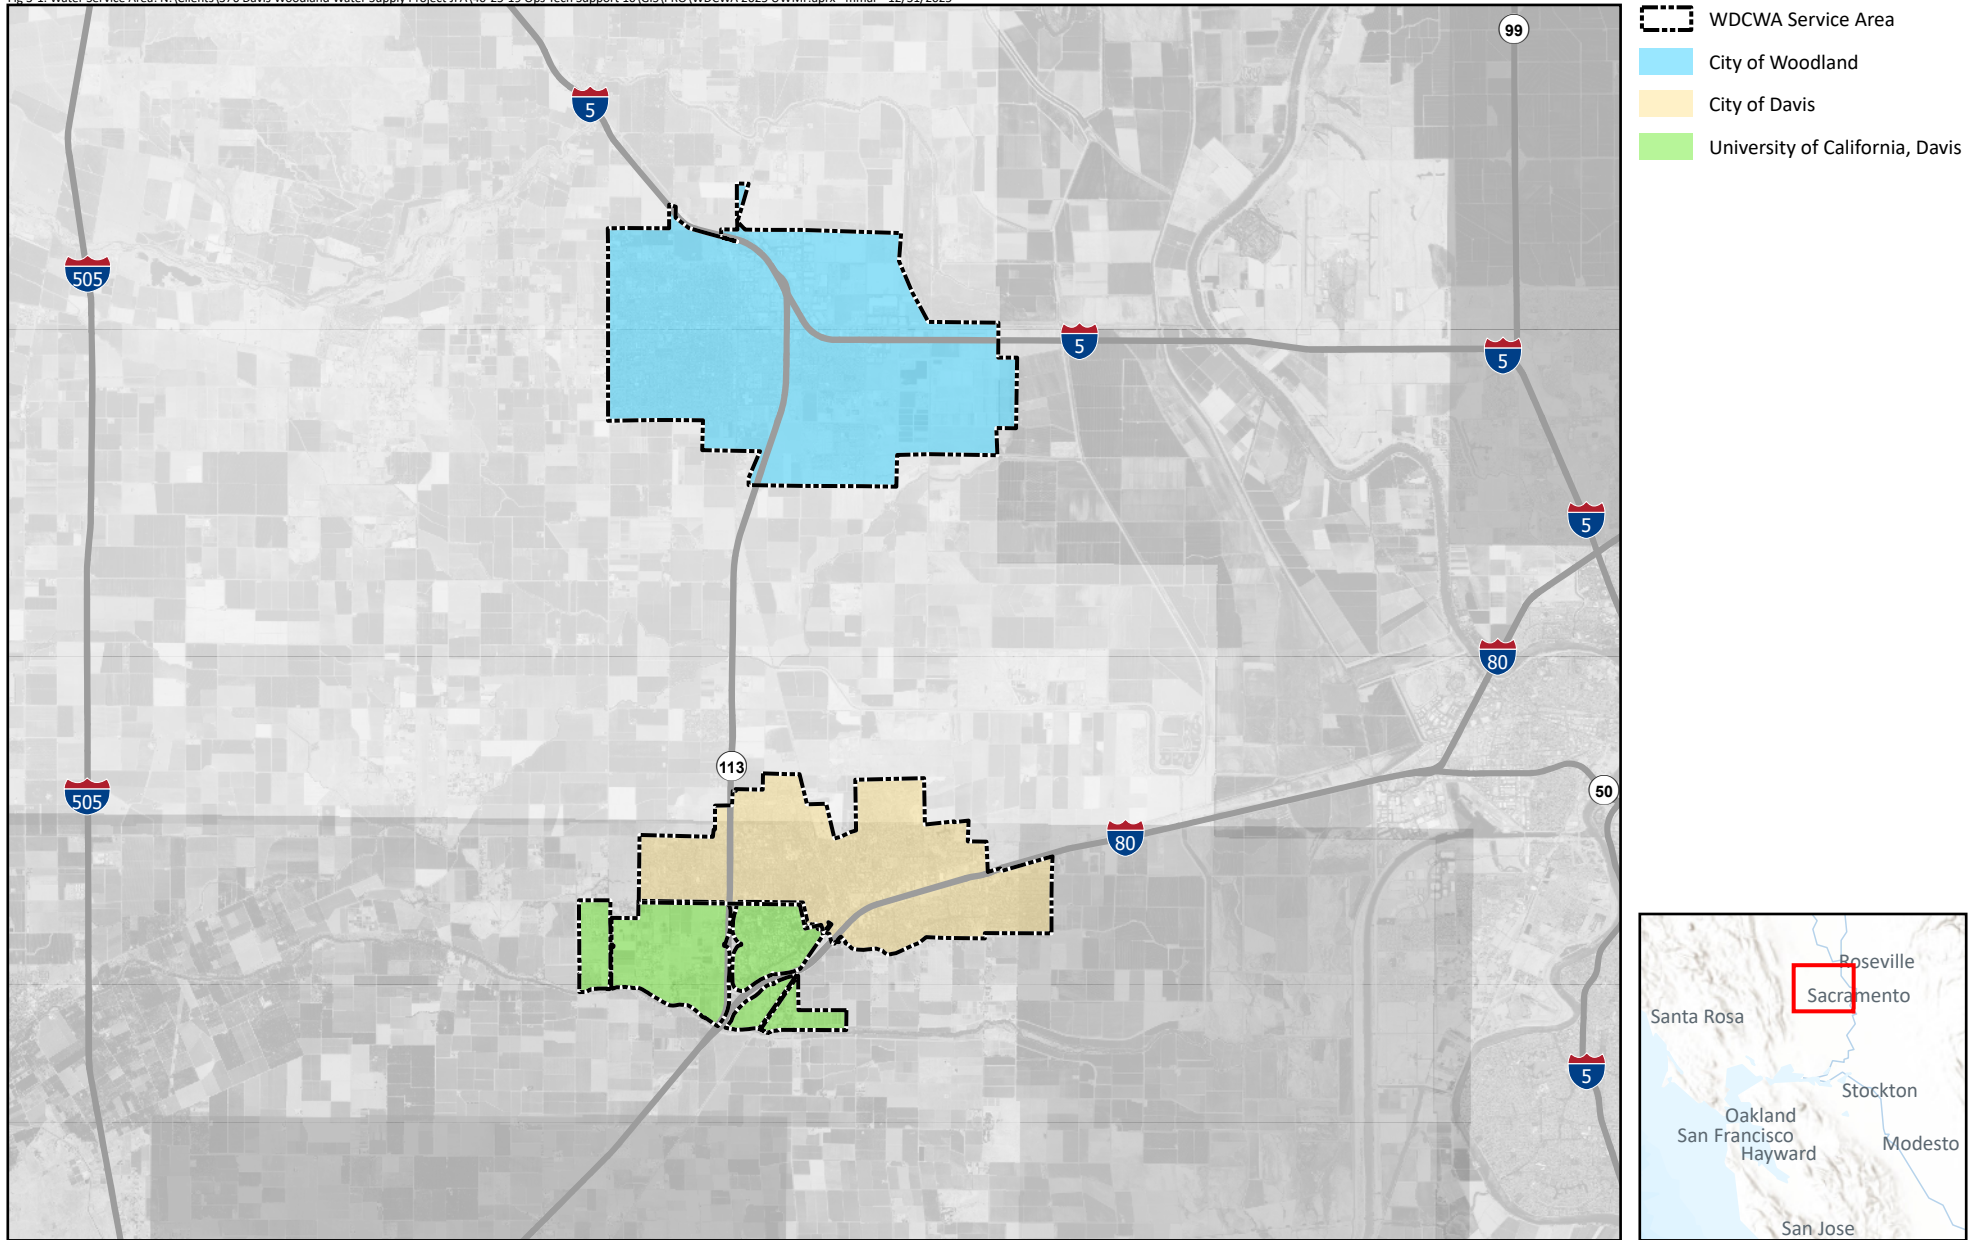 WDCWA Service Area
City of Woodland
City of Davis
University of California, Davis
99
5
505
5
5
5
80
113
505
50
80
5
Roseville
Sacramento
Santa Rosa
Stockton
Oakland
San Francisco
Modesto
Hayward
San Jose